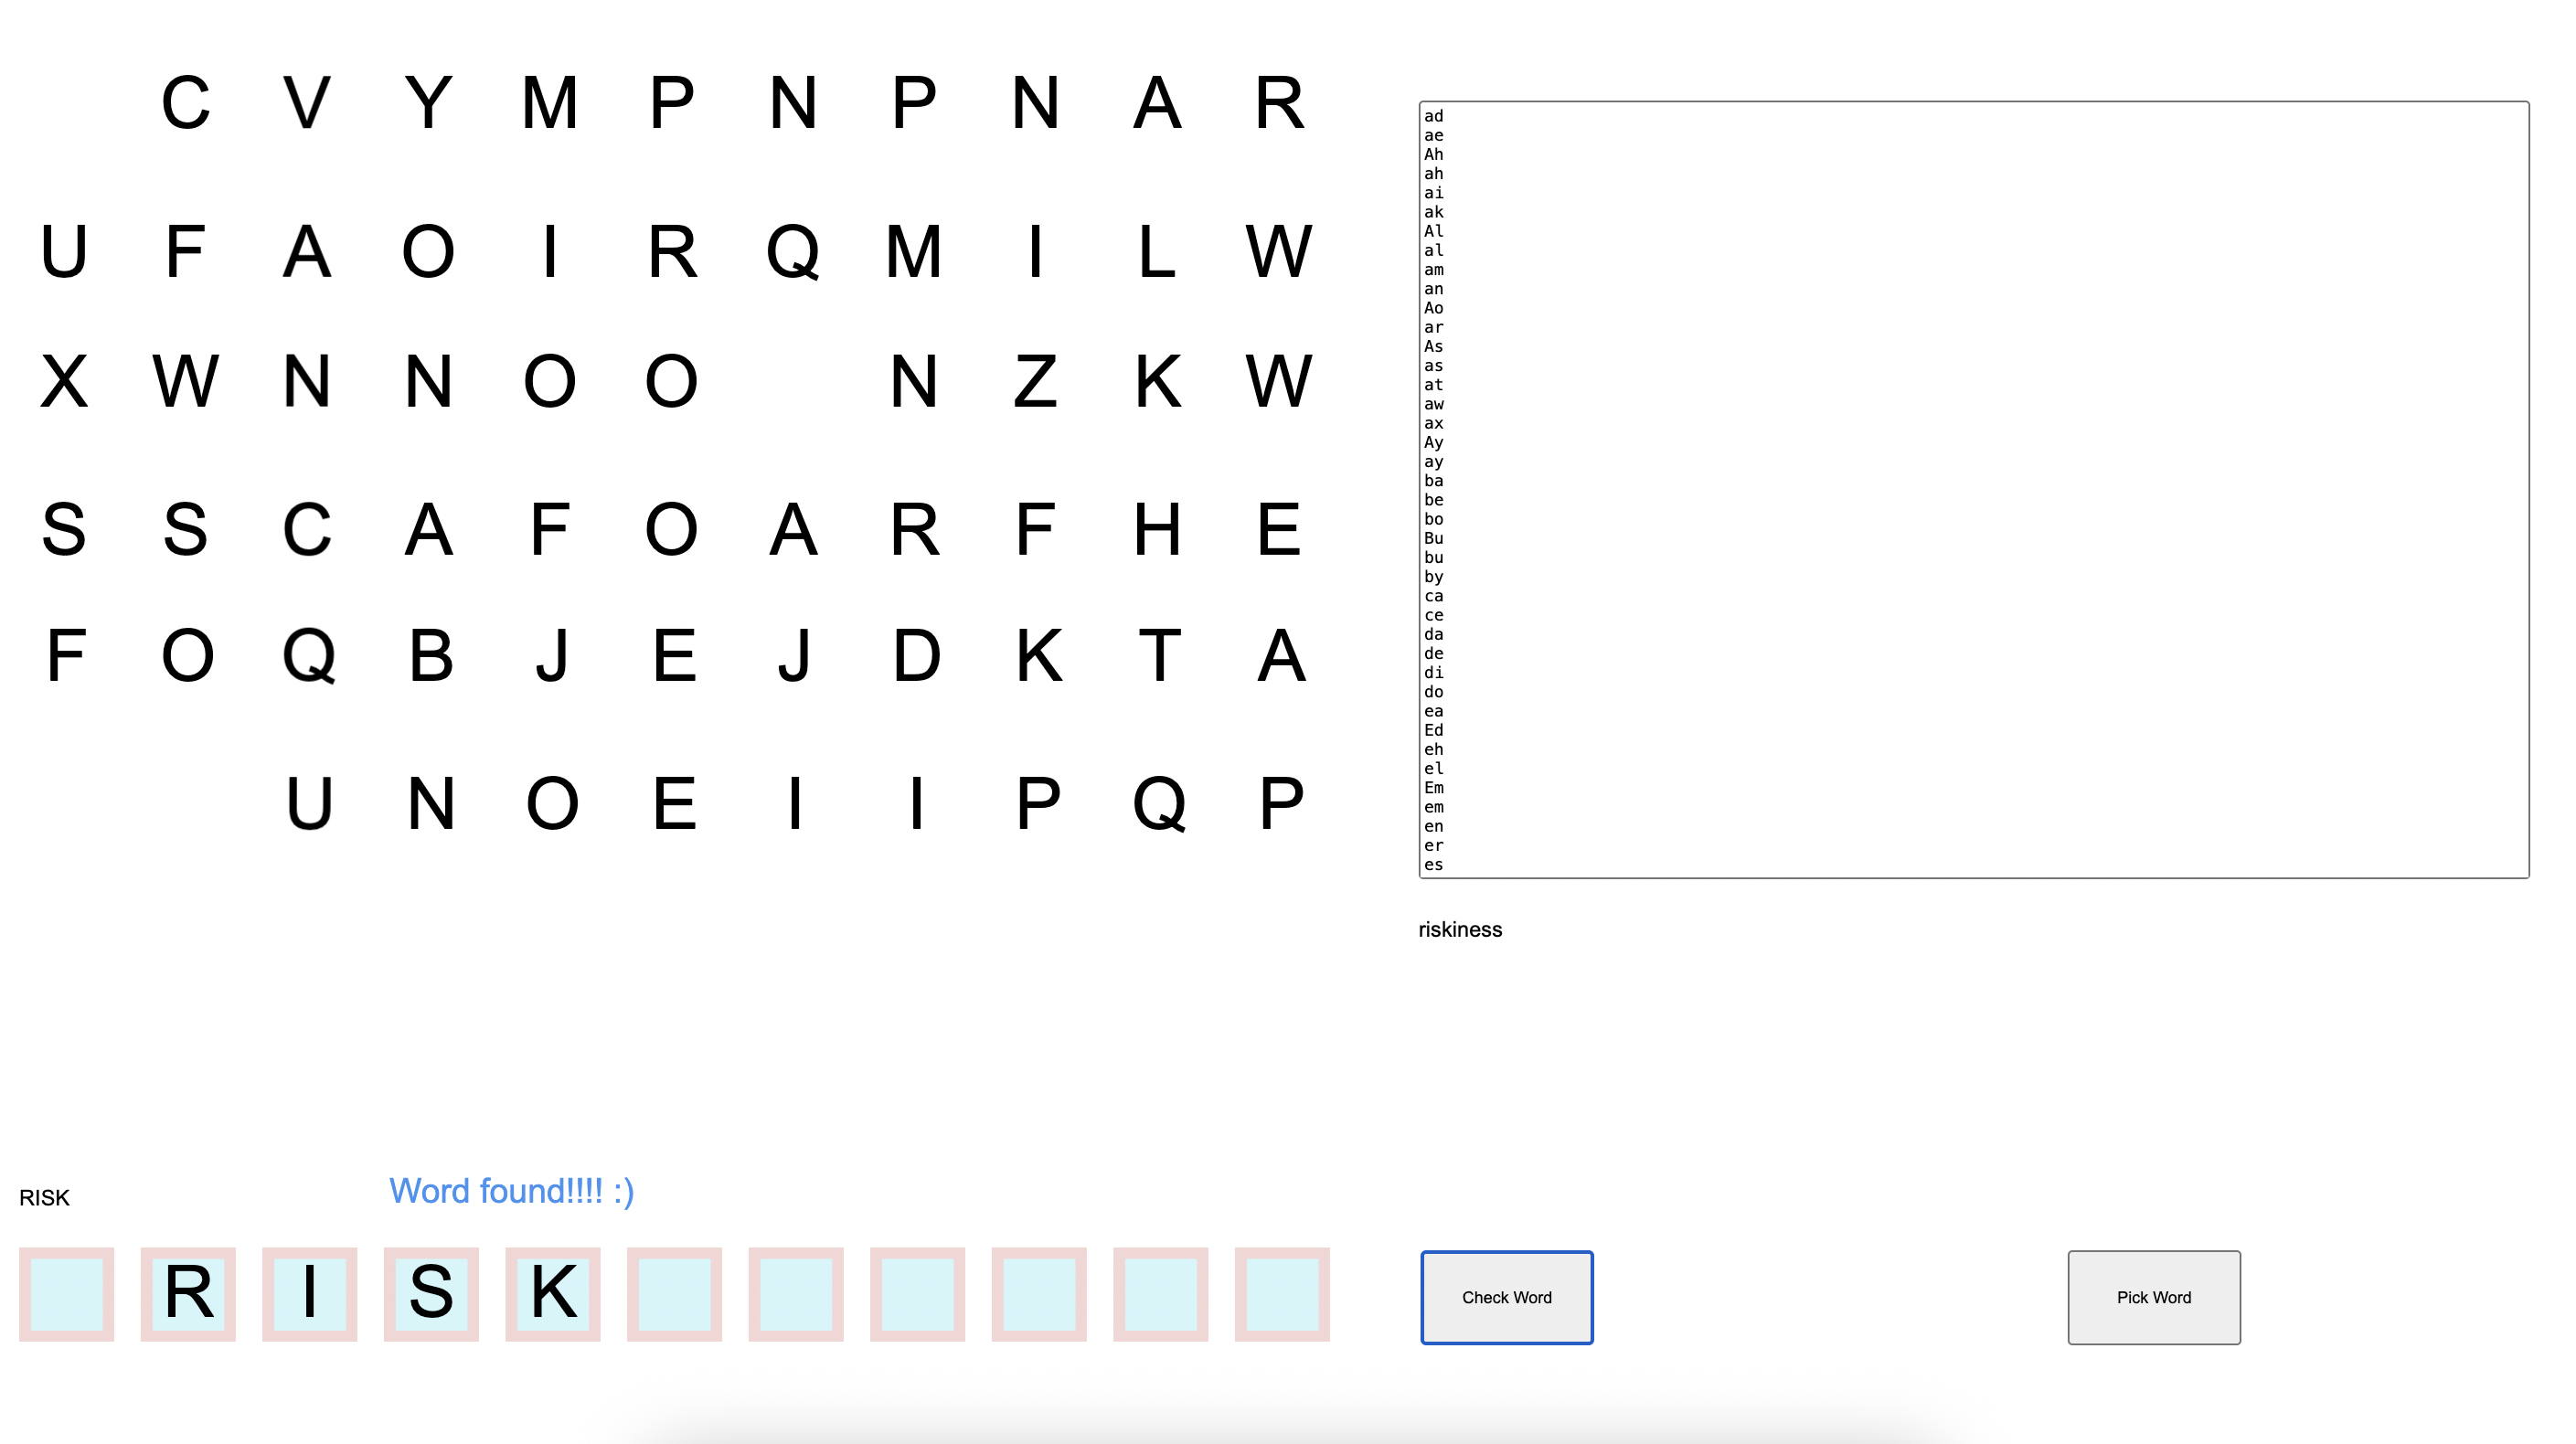 C V Y M P N P N A R
U F A O I R Q M I L W
X W N N O O N Z K W
S S C A F O A R F H E
F O Q B J E J D K T A
U N O E I I P Q P
ad
ae
Ah
ah
ai
ak
Al
al
am
an
Ao
ar
As
as
at
aw
ax
Ay
ay
ba
be
bo
Bu
bu
by
ca
ce
da
de
di
do
ea
Ed
eh
el
Em
em
en
er
es
riskiness
RISK
Word found!!!! :)
R I S K
Check Word
Pick Word